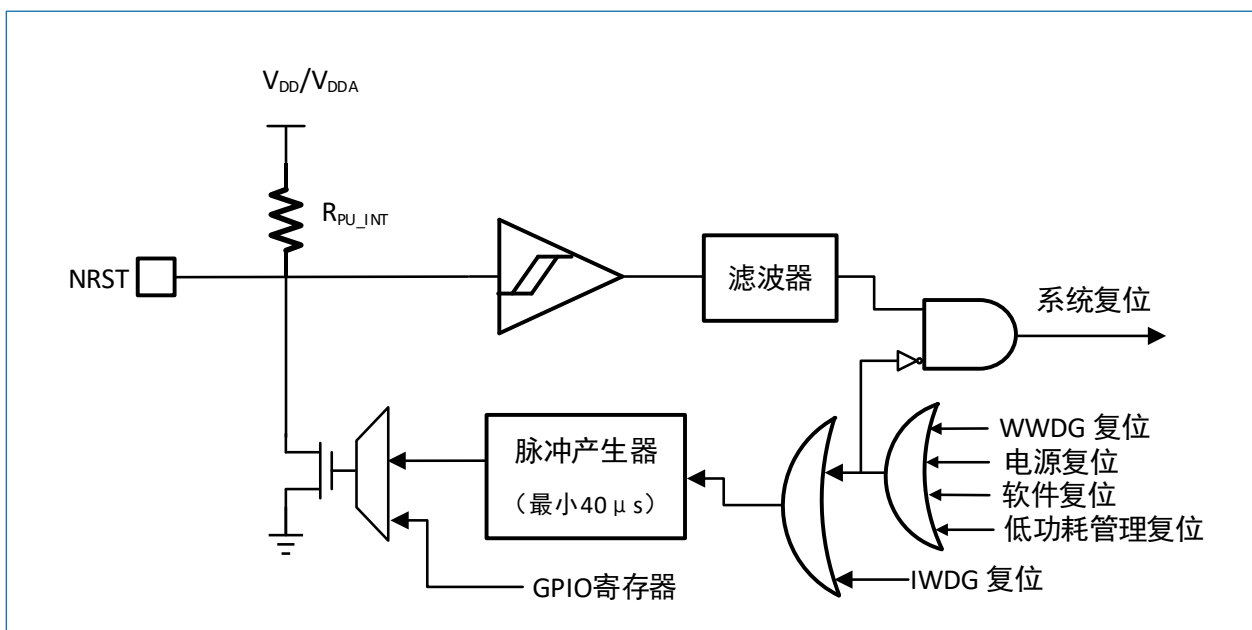 VDD/VDDA
RPU_INT
NRST
滤波器
系统复位
脉冲产生器
（最小40μs）
WWDG 复位
电源复位
软件复位
低功耗管理复位
IWDG 复位
GPIO寄存器